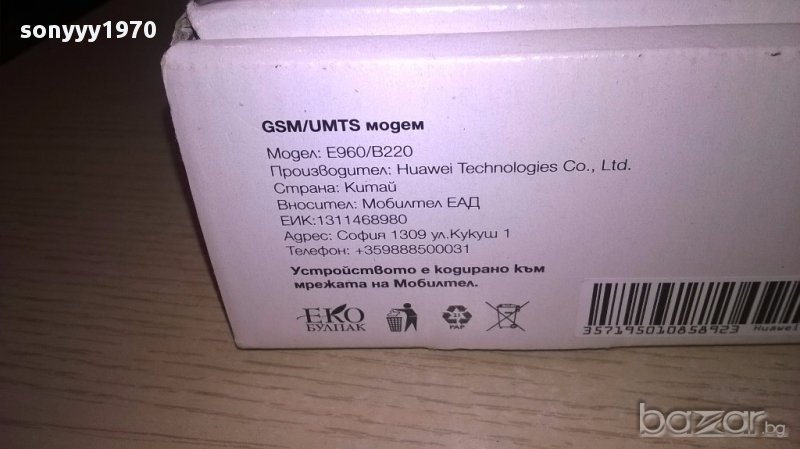 sonyyy1970
GSM/UMTS модем
Модел: E960/B220
Производител: Huawei Technologies Co., Ltd.
Страна: Китай
Вносител: Мобилтел ЕАД
ЕИК:1311468980
Адрес: София 1309 ул.Кукуш 1
Телефон: +359888500031
Устройството е кодирано към
мрежата на Мобилтел.
ЕКО
БУЛПАК
21
PAP
357195010858923 Huawei
bazar.bg